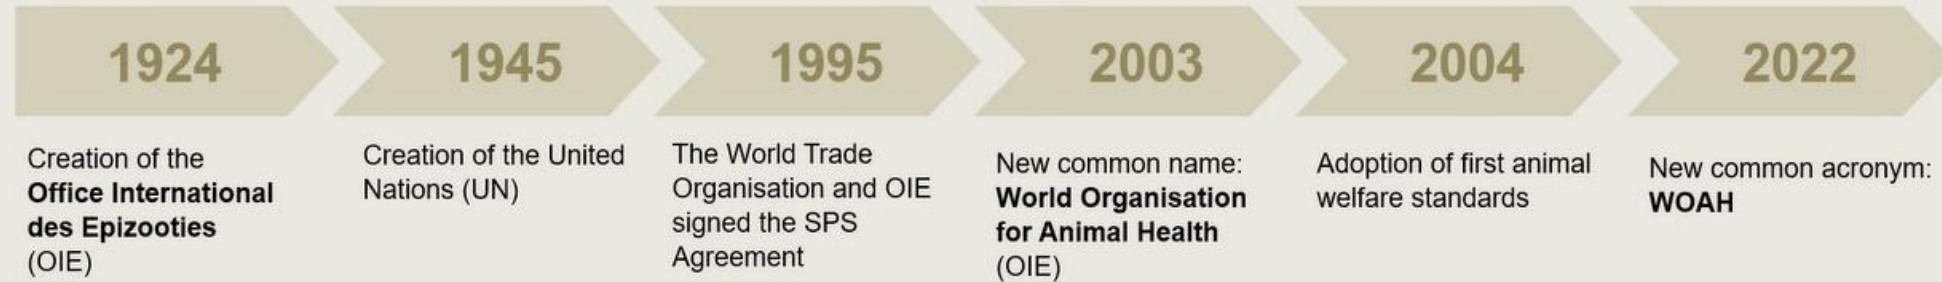 1924
1945
1995
2003
2004
2022
Creation of the
Office International
des Epizooties
(OIE)
Creation of the United
Nations (UN)
The World Trade
Organisation and OIE
signed the SPS
Agreement
New common name:
World Organisation
for Animal Health
(OIE)
Adoption of first animal
welfare standards
New common acronym:
WOAH